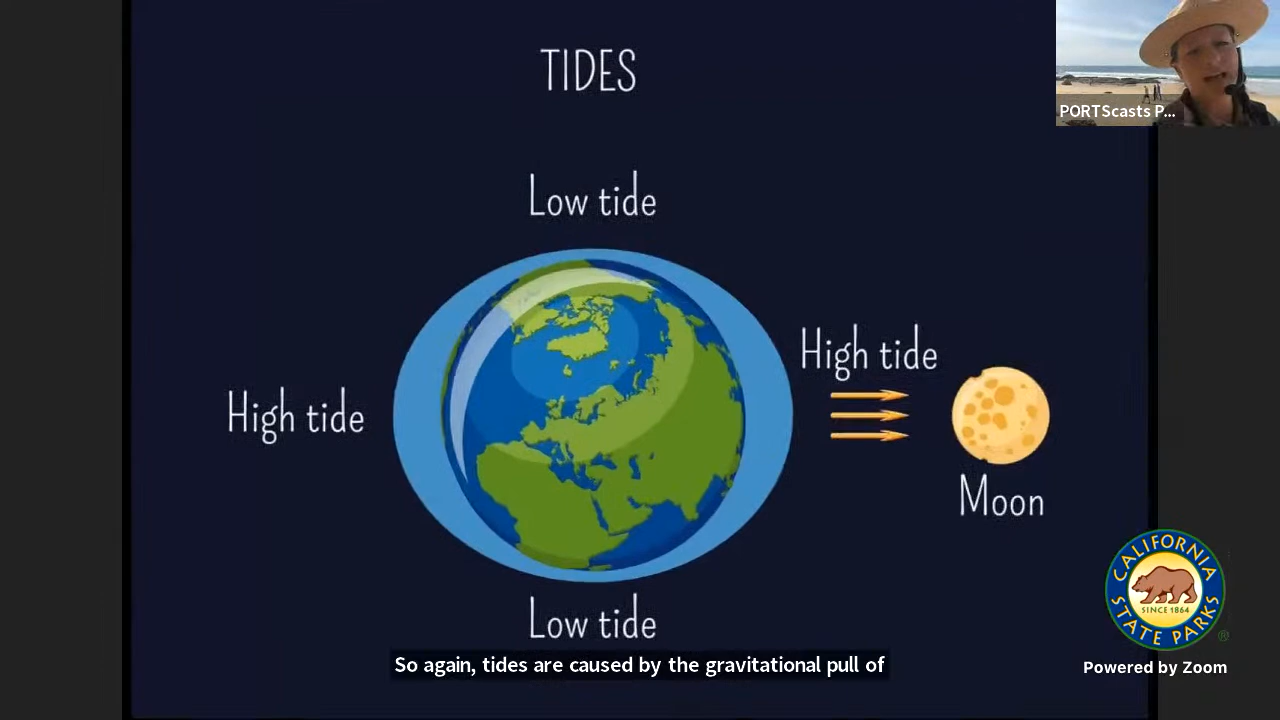 TIDES
PORTScasts P...
Low tide
High tide
High tide
Moon
Low tide
CALIFORNIA
STATE PARKS
SINCE 1864
®
So again, tides are caused by the gravitational pull of
Powered by Zoom